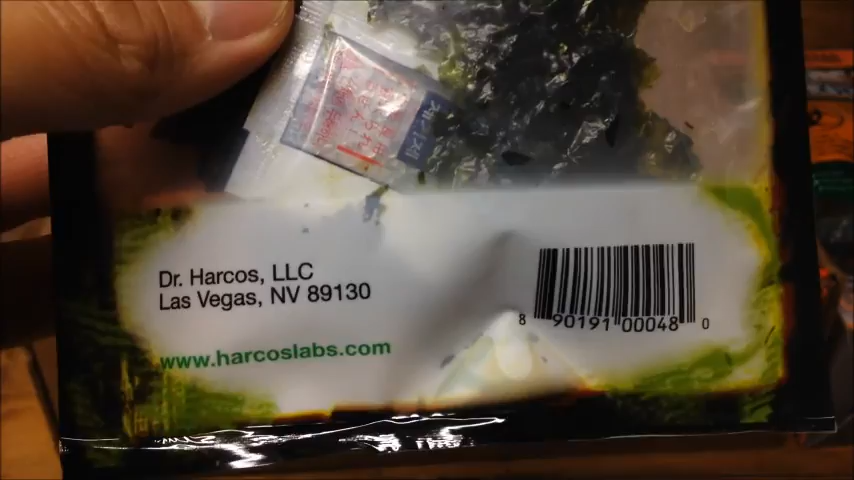 Dr. Harcos, LLC
Las Vegas, NV 89130
8 90191 00048 0
www.harcoslabs.com